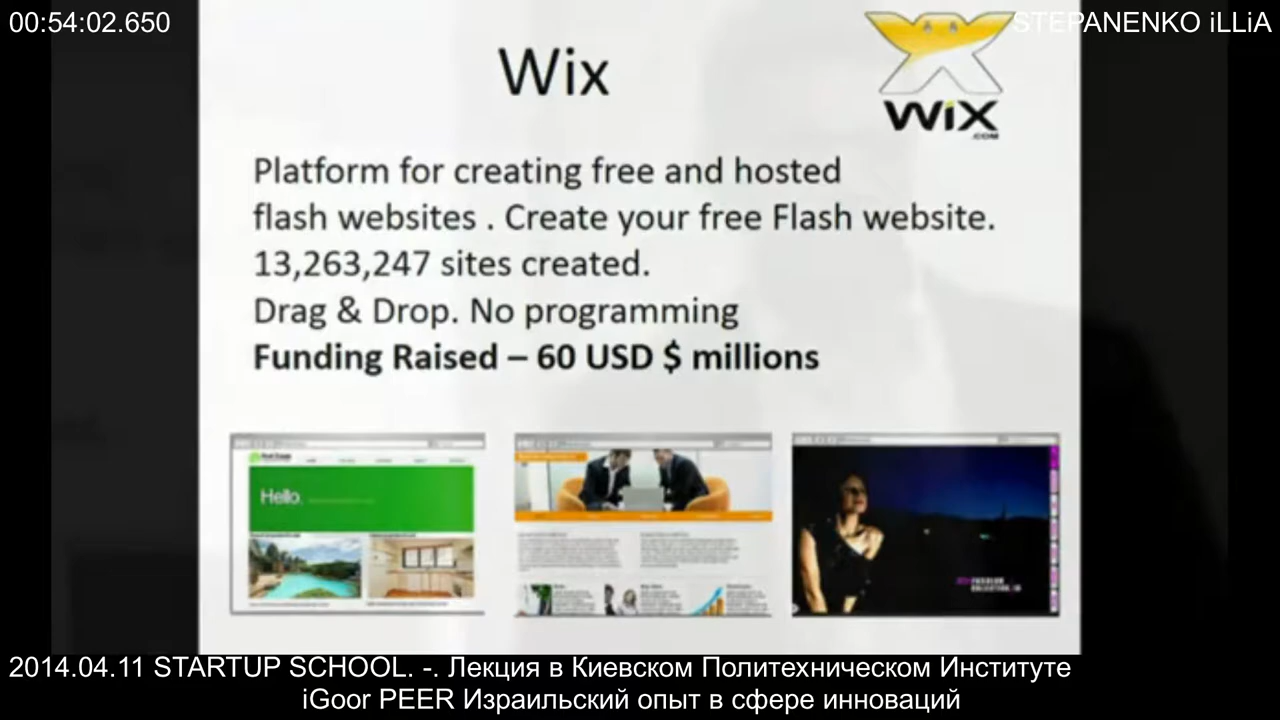 00:54:02.650
STEPANENKO iLLiA
Wix
WiX
.COM
Platform for creating free and hosted
flash websites . Create your free Flash website.
13,263,247 sites created.
Drag & Drop. No programming
Funding Raised – 60 USD $ millions
Hello.
2014.04.11 STARTUP SCHOOL. -. Лекция в Киевском Политехническом Институте
iGoor PEER Израильский опыт в сфере инноваций